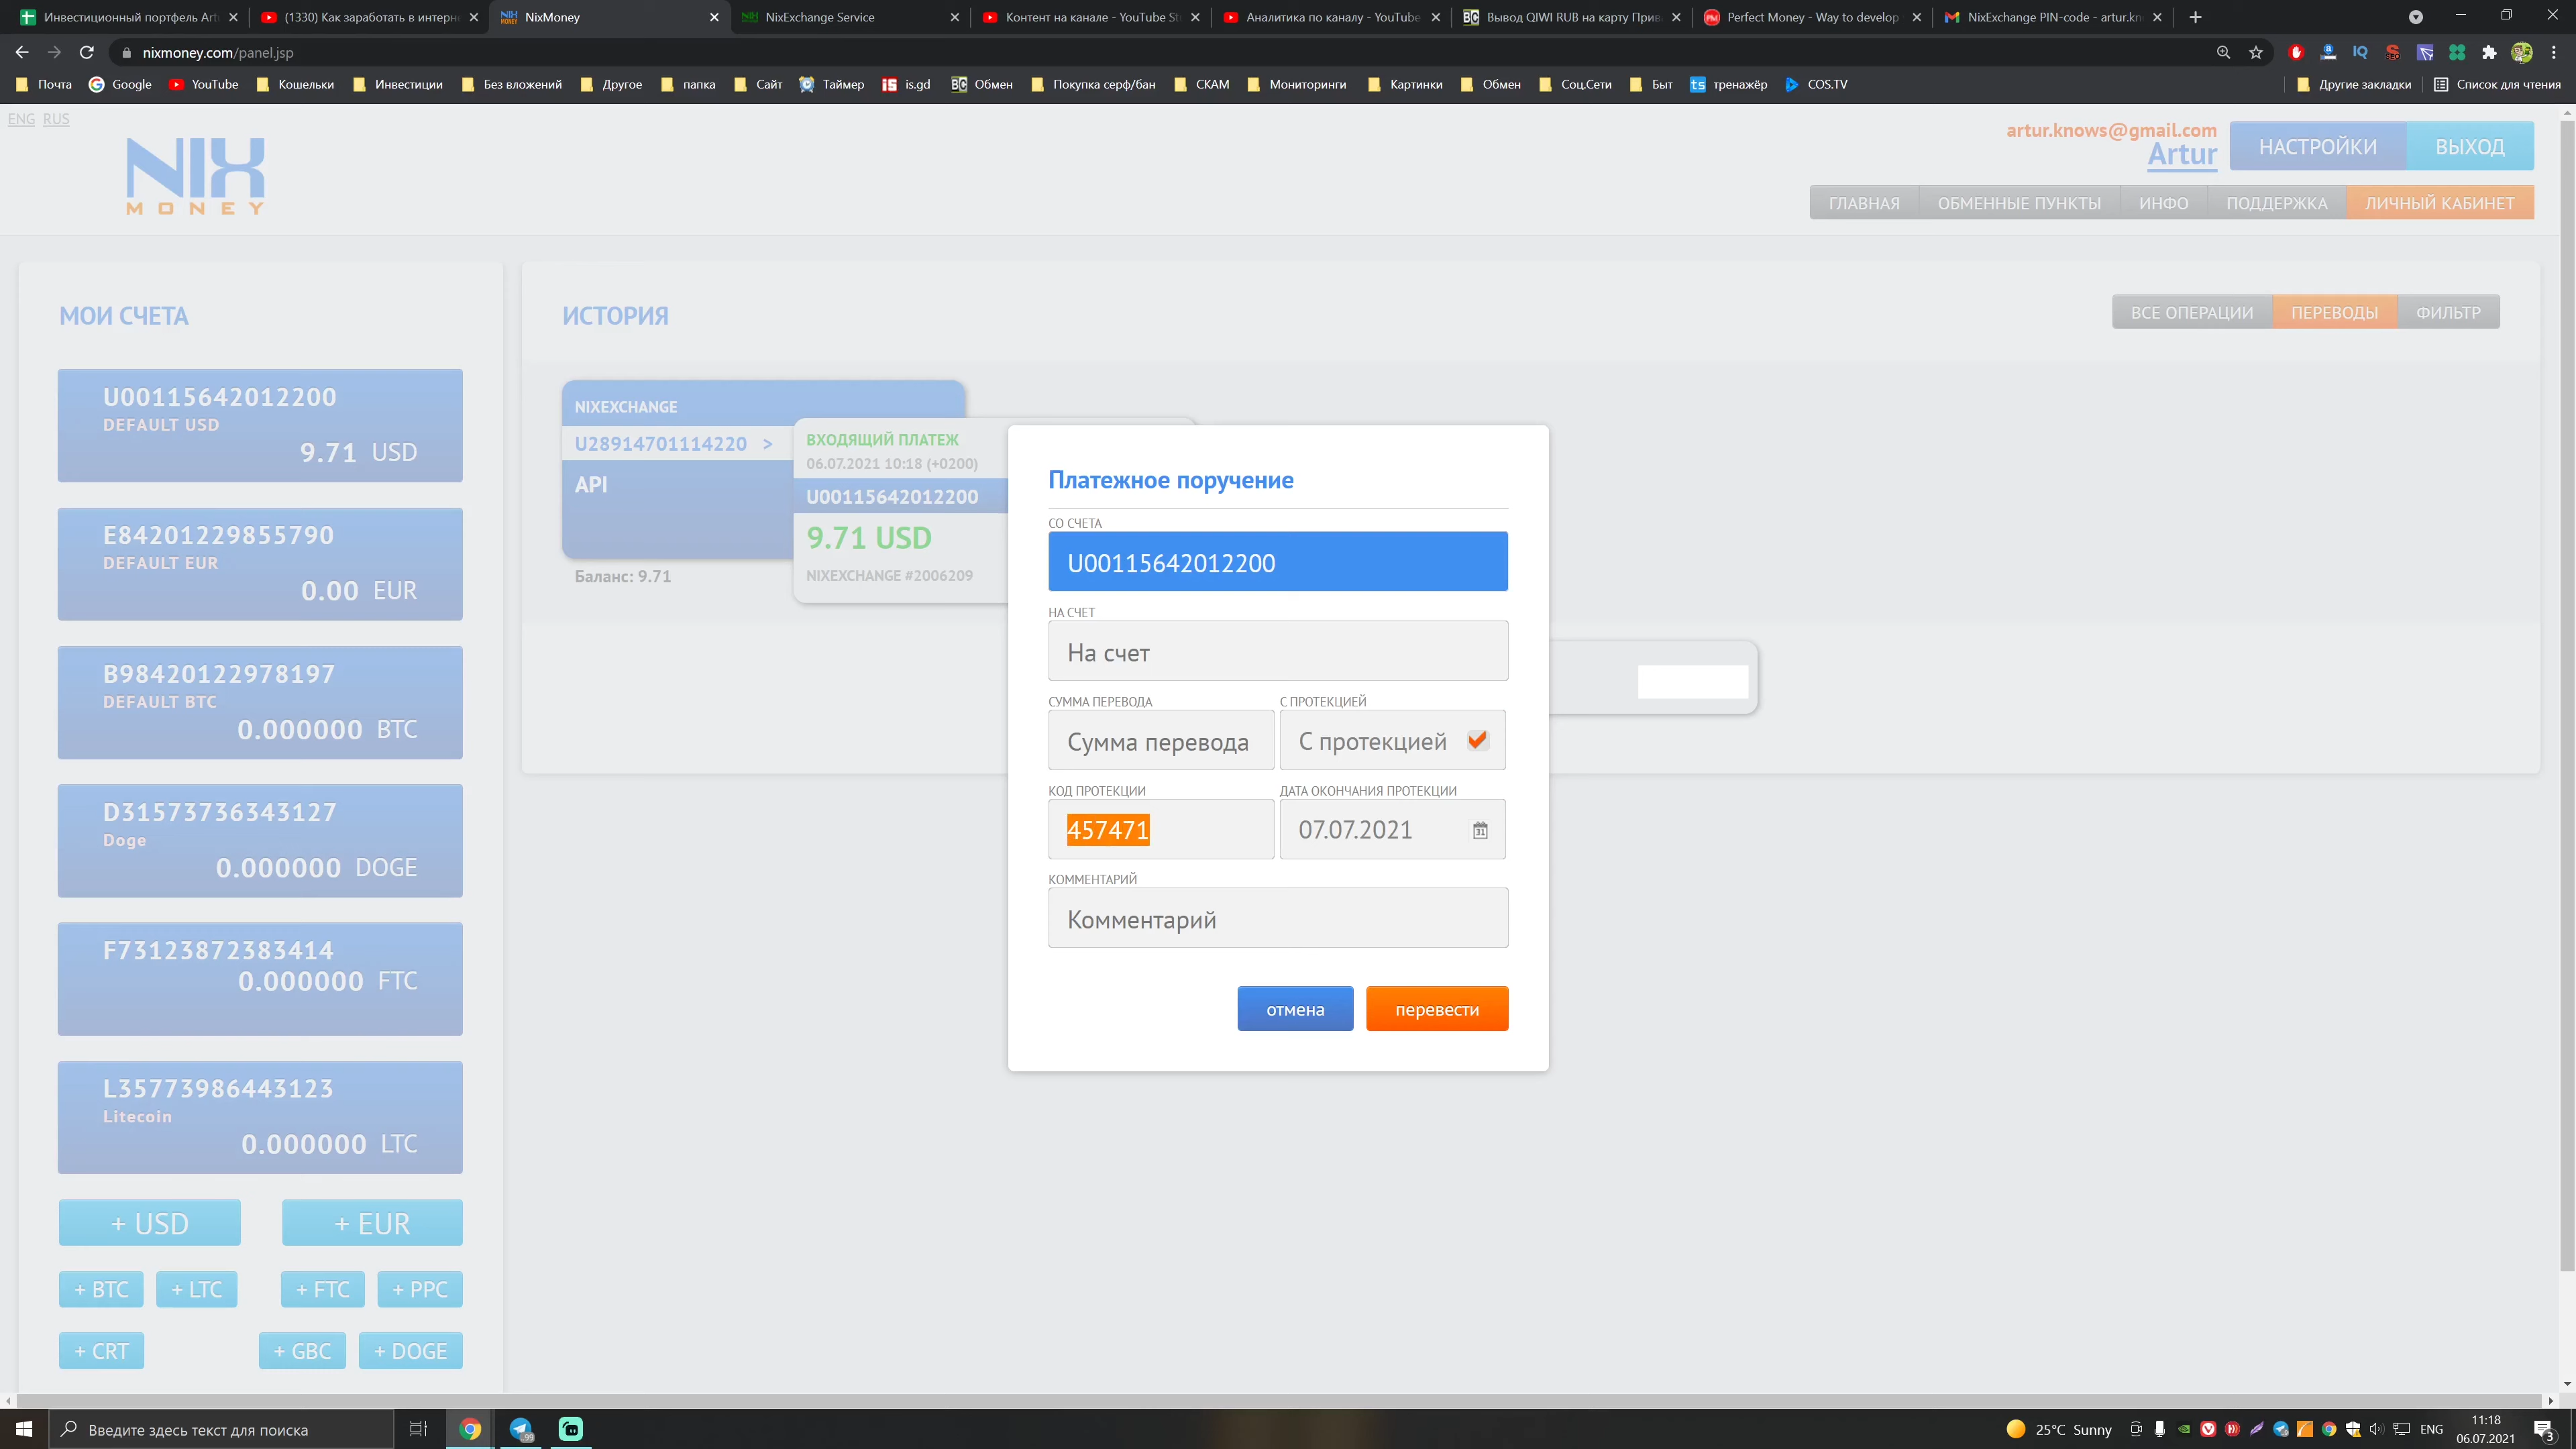 Инвестиционный портфель Art
(1330) Как заработать в интерн
NixMoney
NixExchange Service
Контент на канале - YouTube St
Аналитика по каналу - YouTube
Вывод QIWI RUB на карту Прив
Perfect Money - Way to develop
NixExchange PIN-code - artur.kn
nixmoney.com/panel.jsp
Почта
Google
YouTube
Кошельки
Инвестиции
Без вложений
Другое
папка
Сайт
Таймер
is.gd
Обмен
Покупка серф/бан
СКАМ
Мониторинги
Картинки
Обмен
Соц.Сети
Быт
тренажёр
COS.TV
Другие закладки
Список для чтения
ENG RUS
NIX
MONEY
artur.knows@gmail.com
Artur
НАСТРОЙКИ
ВЫХОД
ГЛАВНАЯ
ОБМЕННЫЕ ПУНКТЫ
ИНФО
ПОДДЕРЖКА
ЛИЧНЫЙ КАБИНЕТ
МОИ СЧЕТА
U00115642012200
DEFAULT USD
9.71 USD
E84201229855790
DEFAULT EUR
0.00 EUR
B98420122978197
DEFAULT BTC
0.000000 BTC
D31573736343127
Doge
0.000000 DOGE
F73123872383414
0.000000 FTC
L35773986443123
Litecoin
0.000000 LTC
+ USD
+ EUR
+ BTC
+ LTC
+ FTC
+ PPC
+ CRT
+ GBC
+ DOGE
ИСТОРИЯ
ВСЕ ОПЕРАЦИИ
ПЕРЕВОДЫ
ФИЛЬТР
NIXEXCHANGE
U28914701114220 >
API
Баланс: 9.71
ВХОДЯЩИЙ ПЛАТЕЖ
06.07.2021 10:18 (+0200)
U00115642012200
9.71 USD
NIXEXCHANGE #2006209
Платежное поручение
СО СЧЕТА
U00115642012200
НА СЧЕТ
На счет
СУММА ПЕРЕВОДА
Сумма перевода
С ПРОТЕКЦИЕЙ
С протекцией
КОД ПРОТЕКЦИИ
457471
ДАТА ОКОНЧАНИЯ ПРОТЕКЦИИ
07.07.2021
КОММЕНТАРИЙ
Комментарий
отмена
перевести
Введите здесь текст для поиска
99
25°C Sunny
ENG
11:18
06.07.2021
3